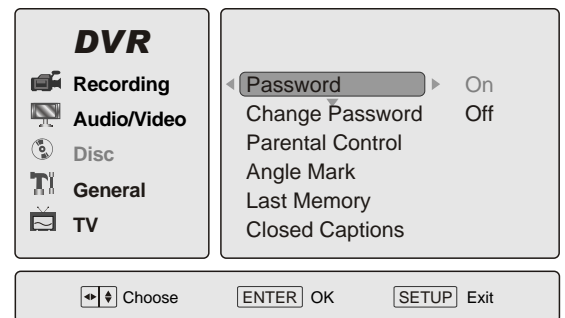 DVR
Recording
Audio/Video
Disc
General
TV
Password On
Change Password Off
Parental Control
Angle Mark
Last Memory
Closed Captions
Choose ENTER OK SETUP Exit